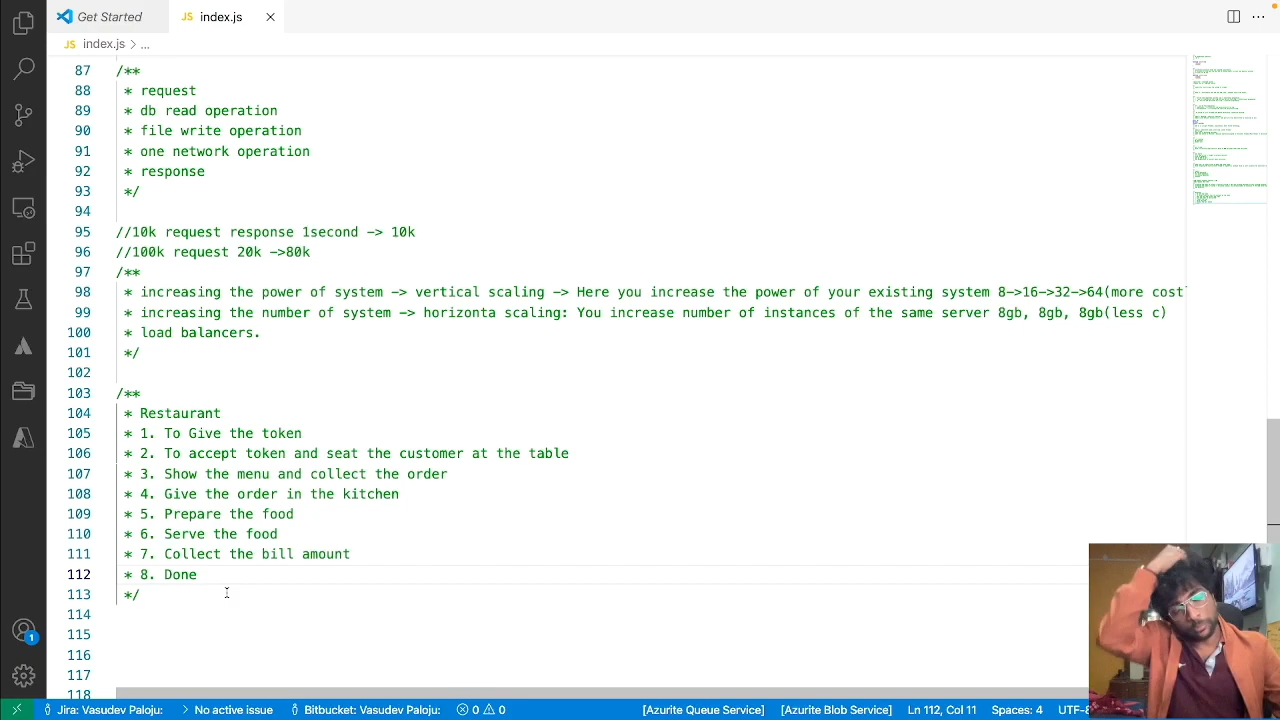 Get Started
JS index.js
JS index.js > ...
87 /**
88 * request
89 * db read operation
90 * file write operation
91 * one network operation
92 * response
93 */
94
95 //10k request response 1second -> 10k
96 //100k request 20k ->80k
97 /**
98 * increasing the power of system -> vertical scaling -> Here you increase the power of your existing system 8->16->32->64(more cost
99 * increasing the number of system -> horizonta scaling: You increase number of instances of the same server 8gb, 8gb, 8gb(less c)
100 * load balancers.
101 */
102
103 /**
104 * Restaurant
105 * 1. To Give the token
106 * 2. To accept token and seat the customer at the table
107 * 3. Show the menu and collect the order
108 * 4. Give the order in the kitchen
109 * 5. Prepare the food
110 * 6. Serve the food
111 * 7. Collect the bill amount
112 * 8. Done
113 */
114
115
116
117
118
1
Jira: Vasudev Paloju: > No active issue Bitbucket: Vasudev Paloju: 0 0 [Azurite Queue Service] [Azurite Blob Service] Ln 112, Col 11 Spaces: 4 UTF-8